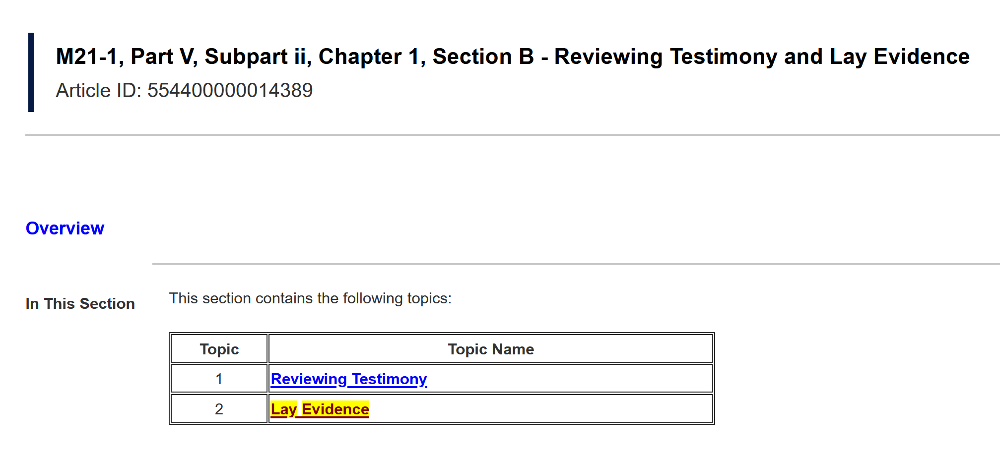 M21-1, Part V, Subpart ii, Chapter 1, Section B - Reviewing Testimony and Lay Evidence
Article ID: 554400000014389
Overview
In This Section
This section contains the following topics:
Topic Topic Name
1 Reviewing Testimony
2 Lay Evidence